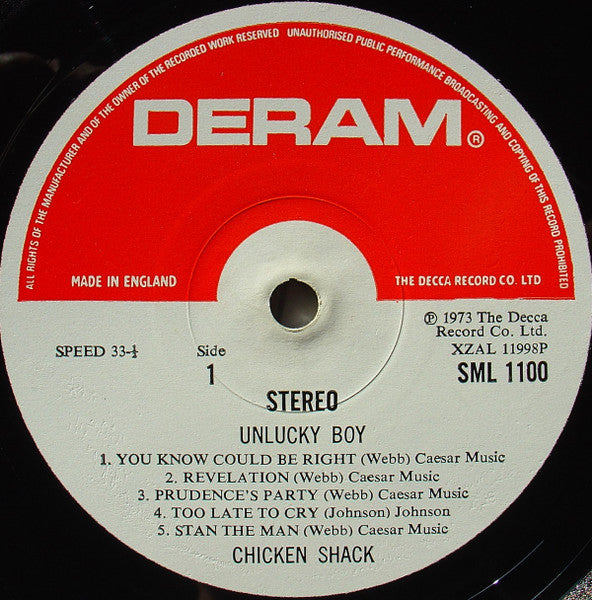 ALL RIGHTS OF THE MANUFACTURER AND OF THE OWNER OF THE RECORDED WORK RESERVED UNAUTHORISED PUBLIC PERFORMANCE BROADCASTING AND COPYING OF THIS RECORD PROHIBITED
DERAM®
MADE IN ENGLAND THE DECCA RECORD CO. LTD
℗ 1973 The Decca
Record Co. Ltd.
SPEED 33-⅓ Side XZAL 11998P
1 SML 1100
STEREO
UNLUCKY BOY
1. YOU KNOW COULD BE RIGHT (Webb) Caesar Music
2. REVELATION (Webb) Caesar Music
3. PRUDENCE'S PARTY (Webb) Caesar Music
4. TOO LATE TO CRY (Johnson) Johnson
5. STAN THE MAN (Webb) Caesar Music
CHICKEN SHACK